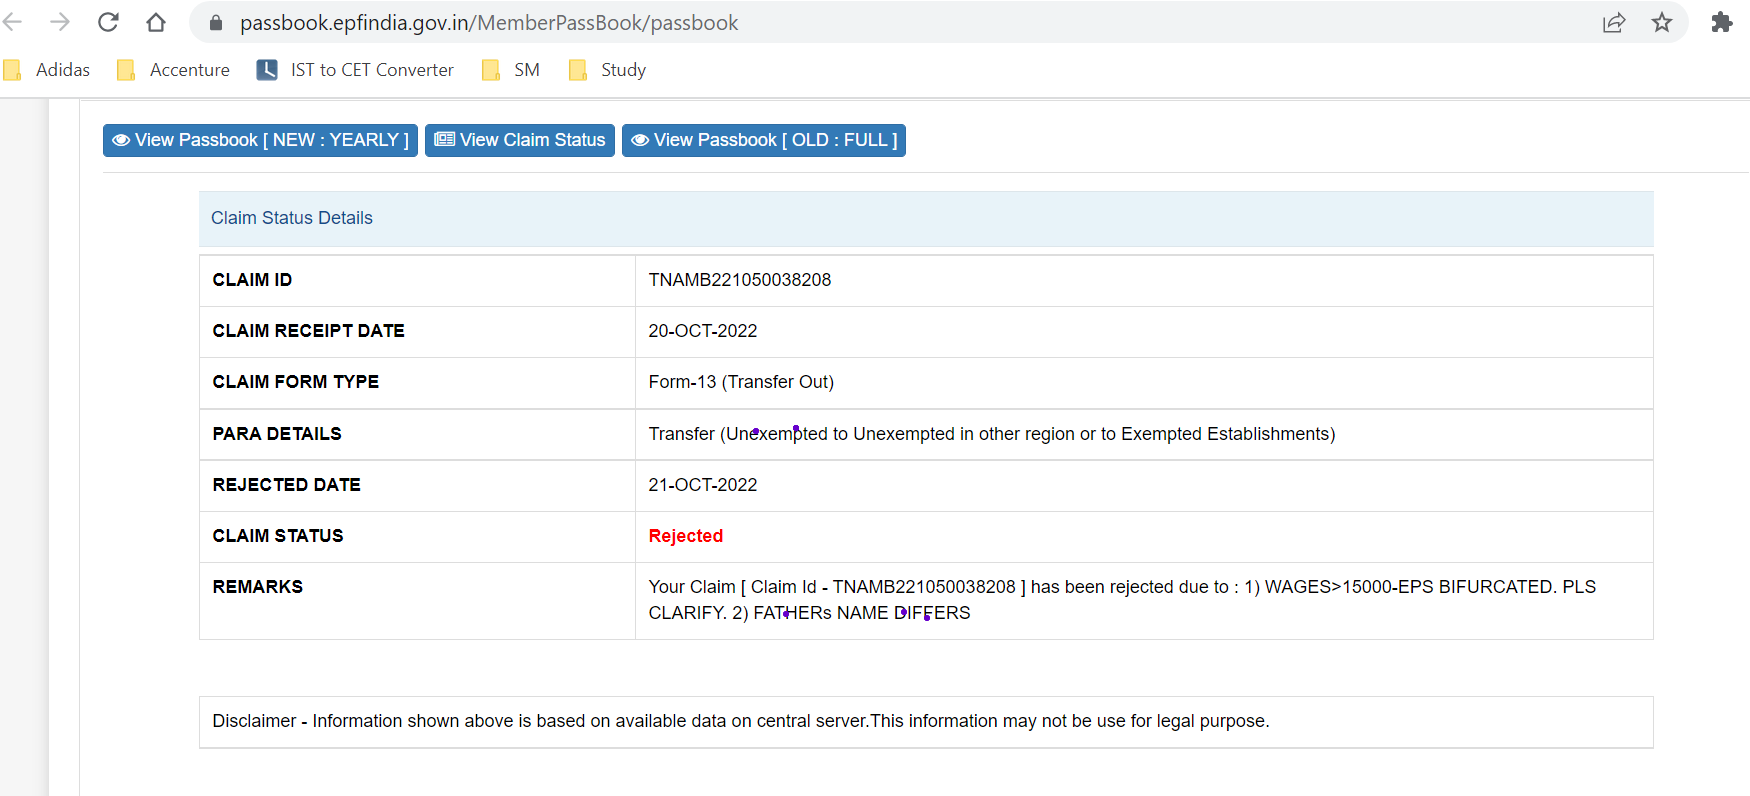 passbook.epfindia.gov.in/MemberPassBook/passbook
Adidas Accenture IST to CET Converter SM Study
View Passbook [ NEW : YEARLY ] View Claim Status View Passbook [ OLD : FULL ]
Claim Status Details
CLAIM ID TNAMB221050038208
CLAIM RECEIPT DATE 20-OCT-2022
CLAIM FORM TYPE Form-13 (Transfer Out)
PARA DETAILS Transfer (Unexempted to Unexempted in other region or to Exempted Establishments)
REJECTED DATE 21-OCT-2022
CLAIM STATUS Rejected
REMARKS Your Claim [ Claim Id - TNAMB221050038208 ] has been rejected due to : 1) WAGES>15000-EPS BIFURCATED. PLS
CLARIFY. 2) FATHERs NAME DIFFERS
Disclaimer - Information shown above is based on available data on central server.This information may not be use for legal purpose.